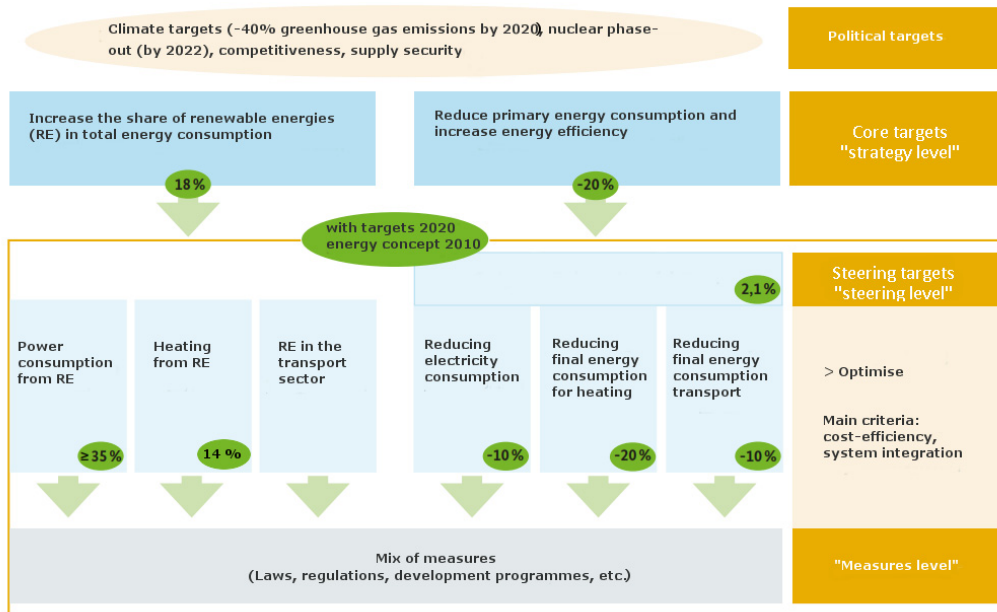 Climate targets (-40% greenhouse gas emissions by 2020), nuclear phase-
out (by 2022), competitiveness, supply security
Political targets
Increase the share of renewable energies
(RE) in total energy consumption
18%
Reduce primary energy consumption and
increase energy efficiency
-20%
Core targets
"strategy level"
with targets 2020
energy concept 2010
2,1%
Steering targets
"steering level"
Power
consumption
from RE
≥35%
Heating
from RE
14 %
RE in the
transport
sector
Reducing
electricity
consumption
-10%
Reducing
final energy
consumption
for heating
-20%
Reducing
final energy
consumption
transport
-10%
> Optimise
Main criteria:
cost-efficiency,
system integration
Mix of measures
(Laws, regulations, development programmes, etc.)
"Measures level"